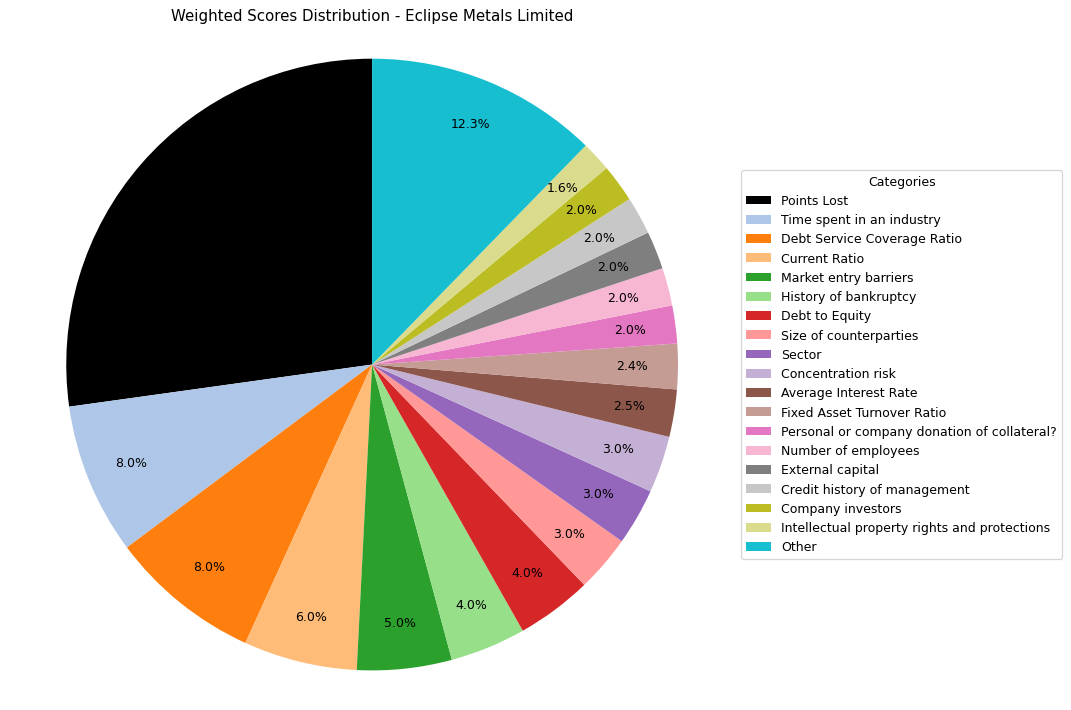 Weighted Scores Distribution - Eclipse Metals Limited
12.3%
1.6%
2.0%
2.0%
2.0%
2.0%
2.0%
2.4%
2.5%
3.0%
3.0%
3.0%
4.0%
4.0%
5.0%
6.0%
8.0%
8.0%
Categories
Points Lost
Time spent in an industry
Debt Service Coverage Ratio
Current Ratio
Market entry barriers
History of bankruptcy
Debt to Equity
Size of counterparties
Sector
Concentration risk
Average Interest Rate
Fixed Asset Turnover Ratio
Personal or company donation of collateral?
Number of employees
External capital
Credit history of management
Company investors
Intellectual property rights and protections
Other